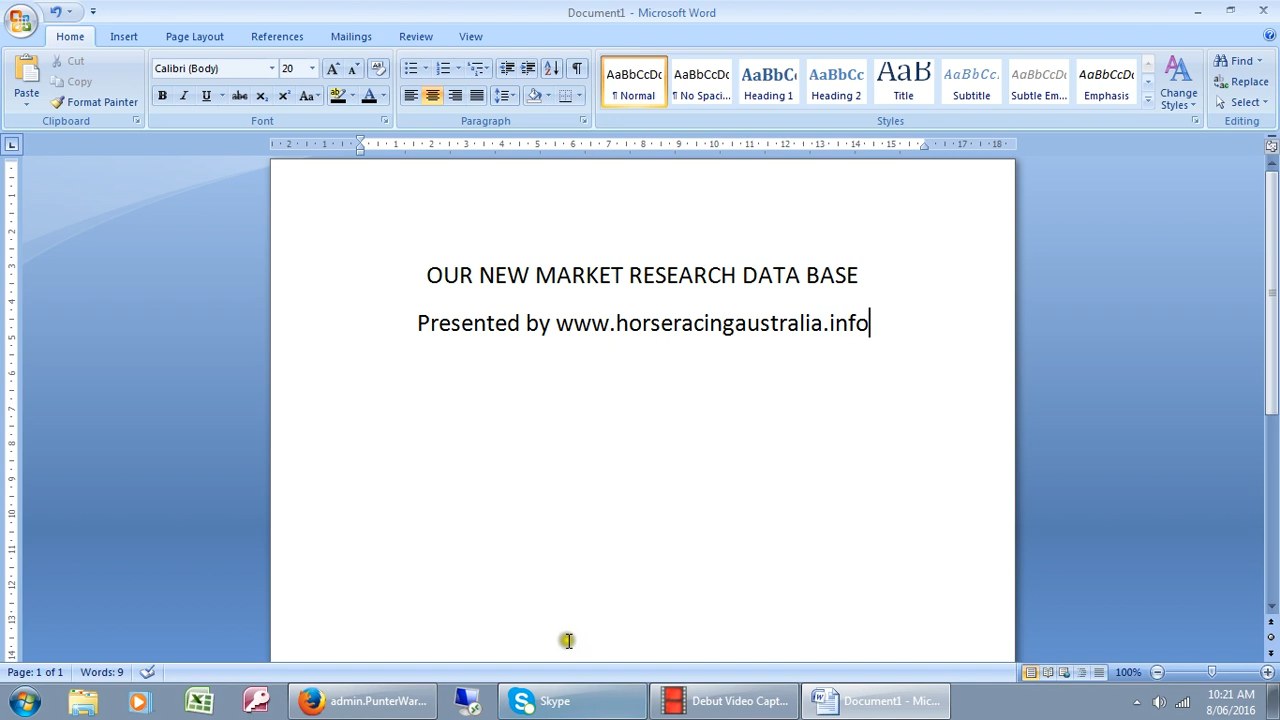 Document1 - Microsoft Word
Home Insert Page Layout References Mailings Review View
Paste
Cut
Copy
Format Painter
Clipboard
Calibri (Body) 20
Font
Paragraph
AaBbCcDc AaBbCcDc AaBbCc AaBbCc AaB AaBbCc. AaBbCcDc AaBbCcDc
¶ Normal ¶ No Spaci... Heading 1 Heading 2 Title Subtitle Subtle Em... Emphasis
Change Styles
Styles
Find
Replace
Select
Editing
OUR NEW MARKET RESEARCH DATA BASE
Presented by www.horseracingaustralia.info
Page: 1 of 1 Words: 9 100%
admin.PunterWar... Skype Debut Video Capt... Document1 - Mic...
10:21 AM
8/06/2016